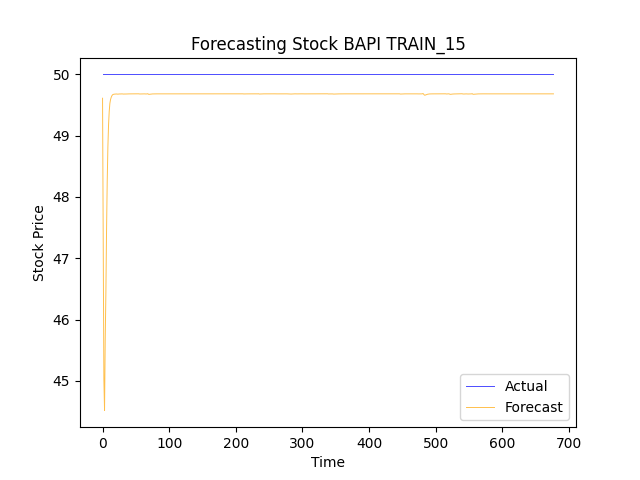 Forecasting Stock BAPI TRAIN_15
50
49
48
47
46
45
Stock Price
0 100 200 300 400 500 600 700
Time
Actual
Forecast